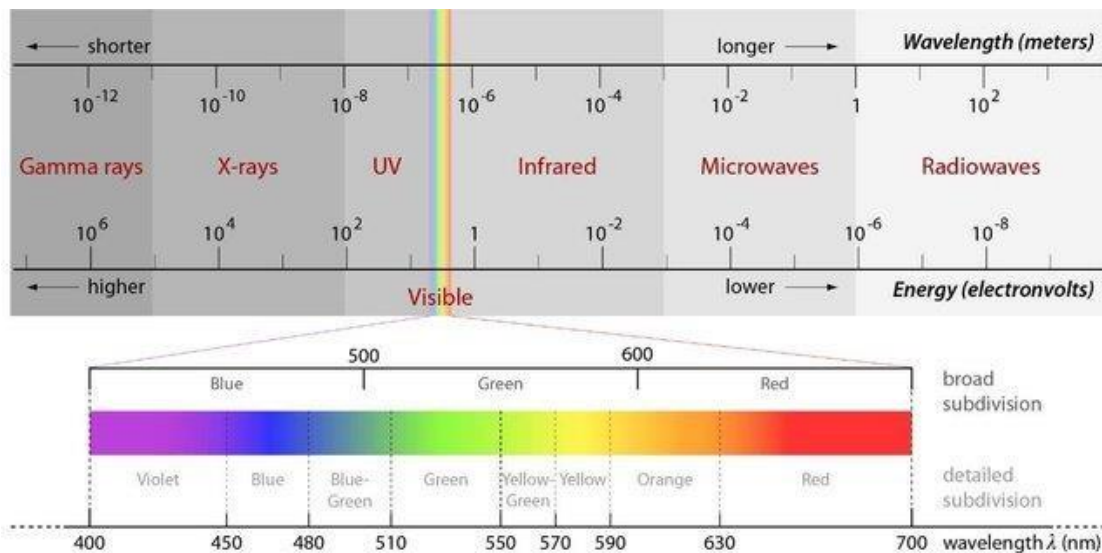 ← shorter longer → Wavelength (meters)
10⁻¹² 10⁻¹⁰ 10⁻⁸ 10⁻⁶ 10⁻⁴ 10⁻² 1 10²
Gamma rays X-rays UV Infrared Microwaves Radiowaves
10⁶ 10⁴ 10² 1 10⁻² 10⁻⁴ 10⁻⁶ 10⁻⁸
← higher Visible lower → Energy (electronvolts)
500 600
Blue Green Red broad
subdivision
Violet Blue Blue- Green Yellow- Yellow Orange Red detailed
Green Green subdivision
400 450 480 510 550 570 590 630 700 wavelength λ (nm)